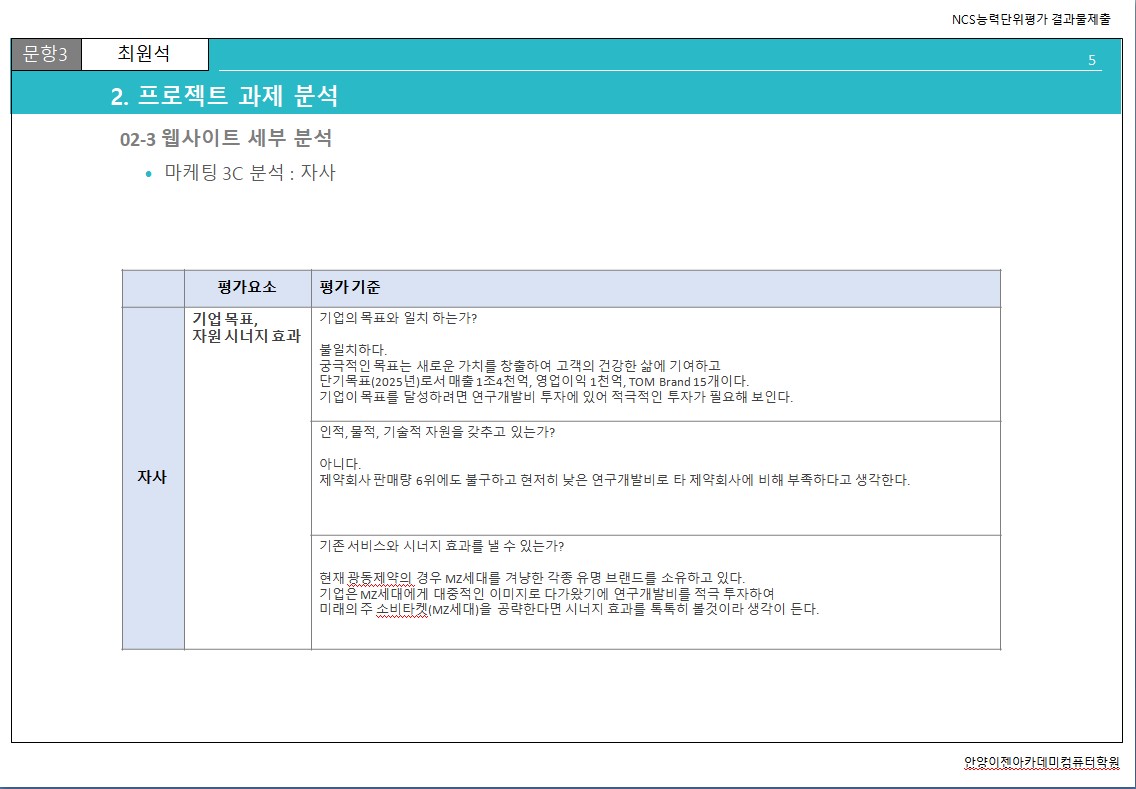 NCS능력단위평가 결과물제출
문항3
최원석
5
2. 프로젝트 과제 분석
02-3 웹사이트 세부 분석
• 마케팅 3C 분석 : 자사
평가요소
평가 기준
자사
기업 목표,
자원 시너지 효과
기업의 목표와 일치 하는가?
불일치하다.
궁극적인 목표는 새로운 가치를 창출하여 고객의 건강한 삶에 기여하고
단기목표(2025년)로서 매출 1조4천억, 영업이익 1천억, TOM Brand 15개이다.
기업이 목표를 달성하려면 연구개발비 투자에 있어 적극적인 투자가 필요해 보인다.
인적, 물적, 기술적 자원을 갖추고 있는가?
아니다.
제약회사 판매량 6위에도 불구하고 현저히 낮은 연구개발비로 타 제약회사에 비해 부족하다고 생각한다.
기존 서비스와 시너지 효과를 낼 수 있는가?
현재 광동제약의 경우 MZ세대를 겨냥한 각종 유명 브랜드를 소유하고 있다.
기업은 MZ세대에게 대중적인 이미지로 다가왔기에 연구개발비를 적극 투자하여
미래의 주 소비타켓(MZ세대)을 공략한다면 시너지 효과를 톡톡히 볼것이라 생각이 든다.
안양이젠아카데미컴퓨터학원